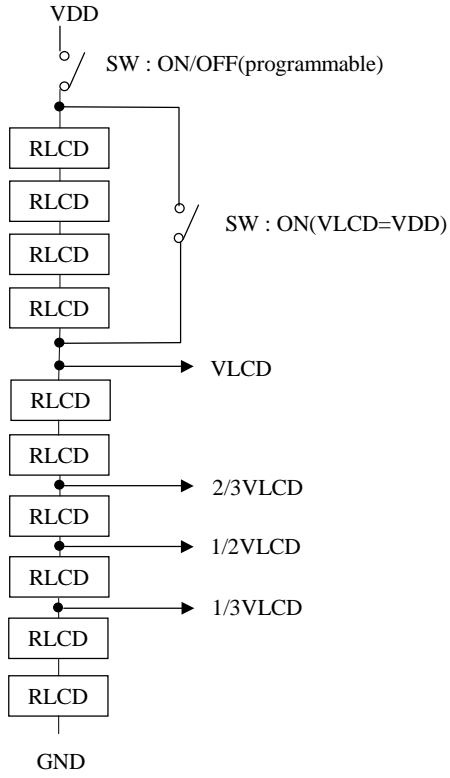 VDD
SW : ON/OFF(programmable)
RLCD
RLCD
RLCD
SW : ON(VLCD=VDD)
RLCD
VLCD
RLCD
RLCD
2/3VLCD
RLCD
1/2VLCD
RLCD
1/3VLCD
RLCD
RLCD
GND